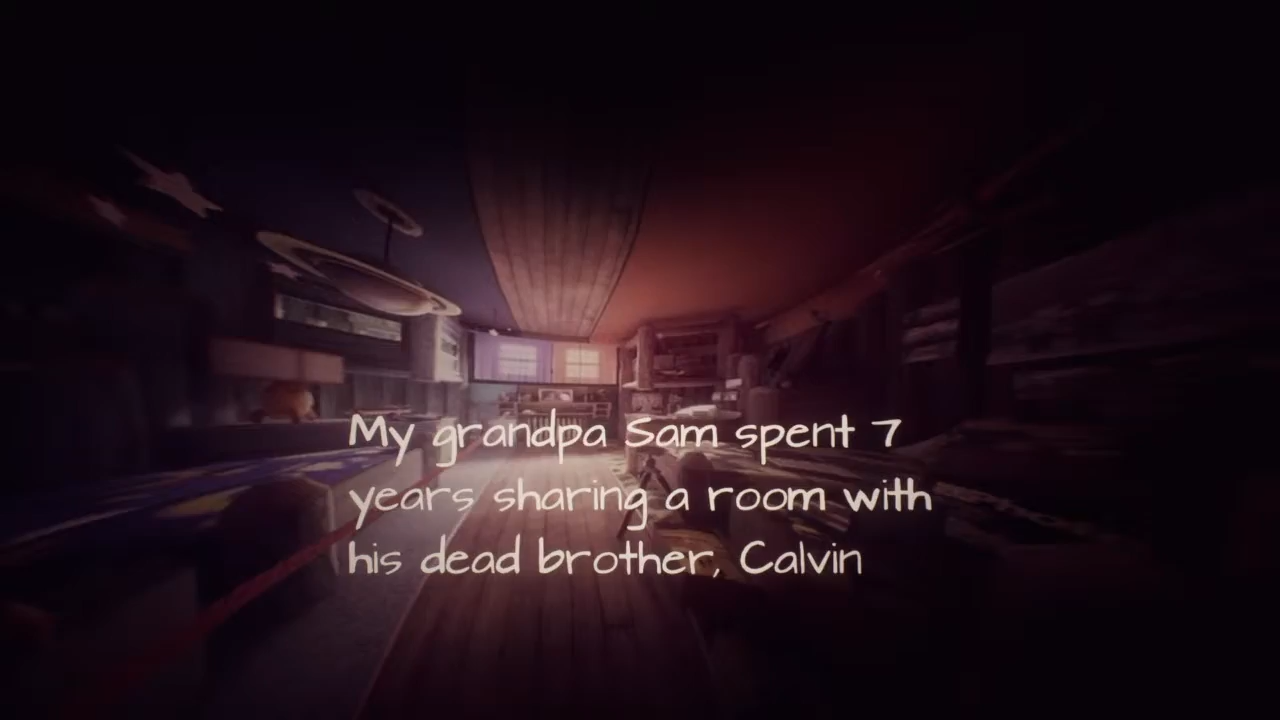 My grandpa Sam spent 7
years sharing a room with
his dead brother, Calvin